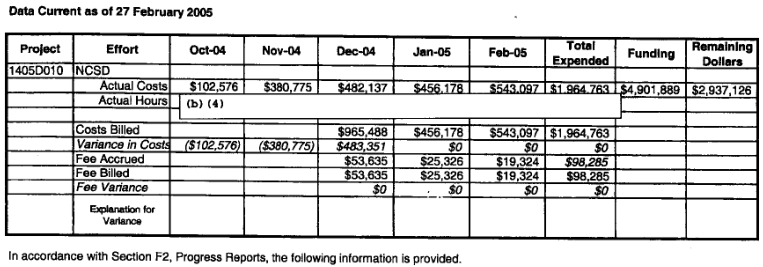 Data Current as of 27 February 2005
Project Effort Oct-04 Nov-04 Dec-04 Jan-05 Feb-05 Total Expended Funding Remaining Dollars
1405D010 NCSD
Actual Costs $102,576 $380,775 $482,137 $456,178 $543,097 $1,964,763 $4,901,889 $2,937,126
Actual Hours (b) (4)
Costs Billed $965,488 $456,178 $543,097 $1,964,763
Variance in Costs ($102,576) ($380,775) $483,351 $0 $0 $0
Fee Accrued $53,635 $25,326 $19,324 $98,285
Fee Billed $53,635 $25,326 $19,324 $98,285
Fee Variance $0 $0 $0 $0
Explanation for
Variance
In accordance with Section F2, Progress Reports, the following information is provided.